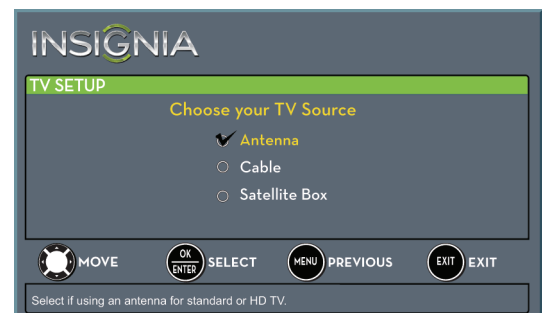 INSIGNIA
TV SETUP
Choose your TV Source
Antenna
Cable
Satellite Box
MOVE OK ENTER SELECT MENU PREVIOUS EXIT EXIT
Select if using an antenna for standard or HD TV.